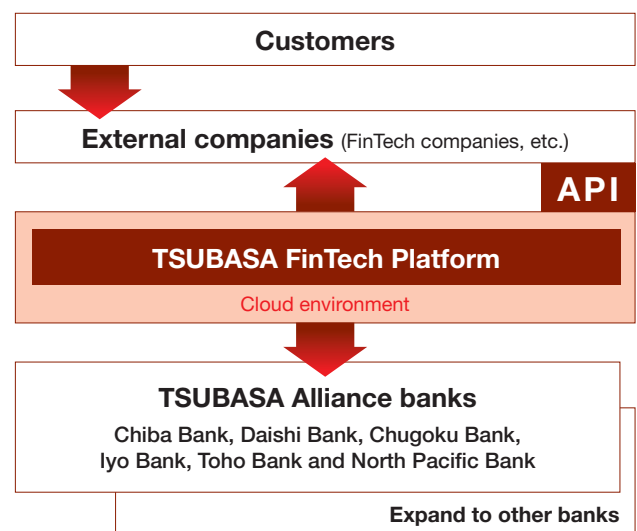 Customers
External companies (FinTech companies, etc.)
API
TSUBASA FinTech Platform
Cloud environment
TSUBASA Alliance banks
Chiba Bank, Daishi Bank, Chugoku Bank,
Iyo Bank, Toho Bank and North Pacific Bank
Expand to other banks